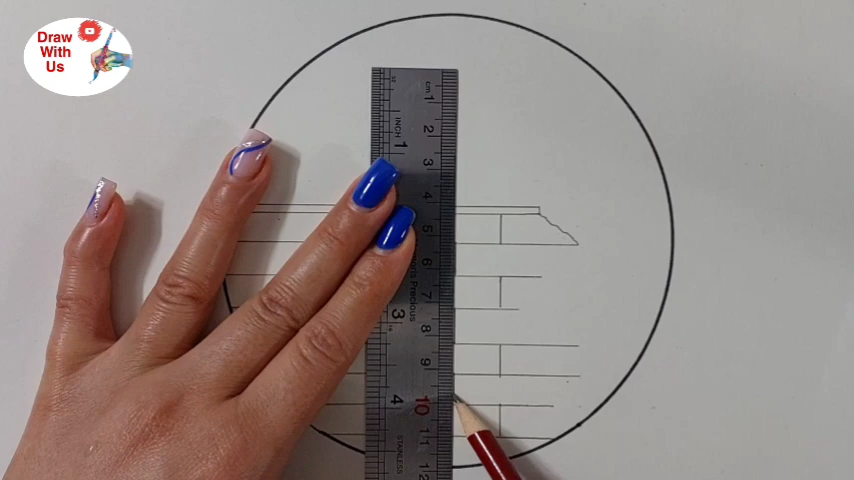 Draw
With
Us
cm 1
2
3
4
5
6
7
8
9
10
11
12
INCH 1
3
4
Precious
STAINLESS